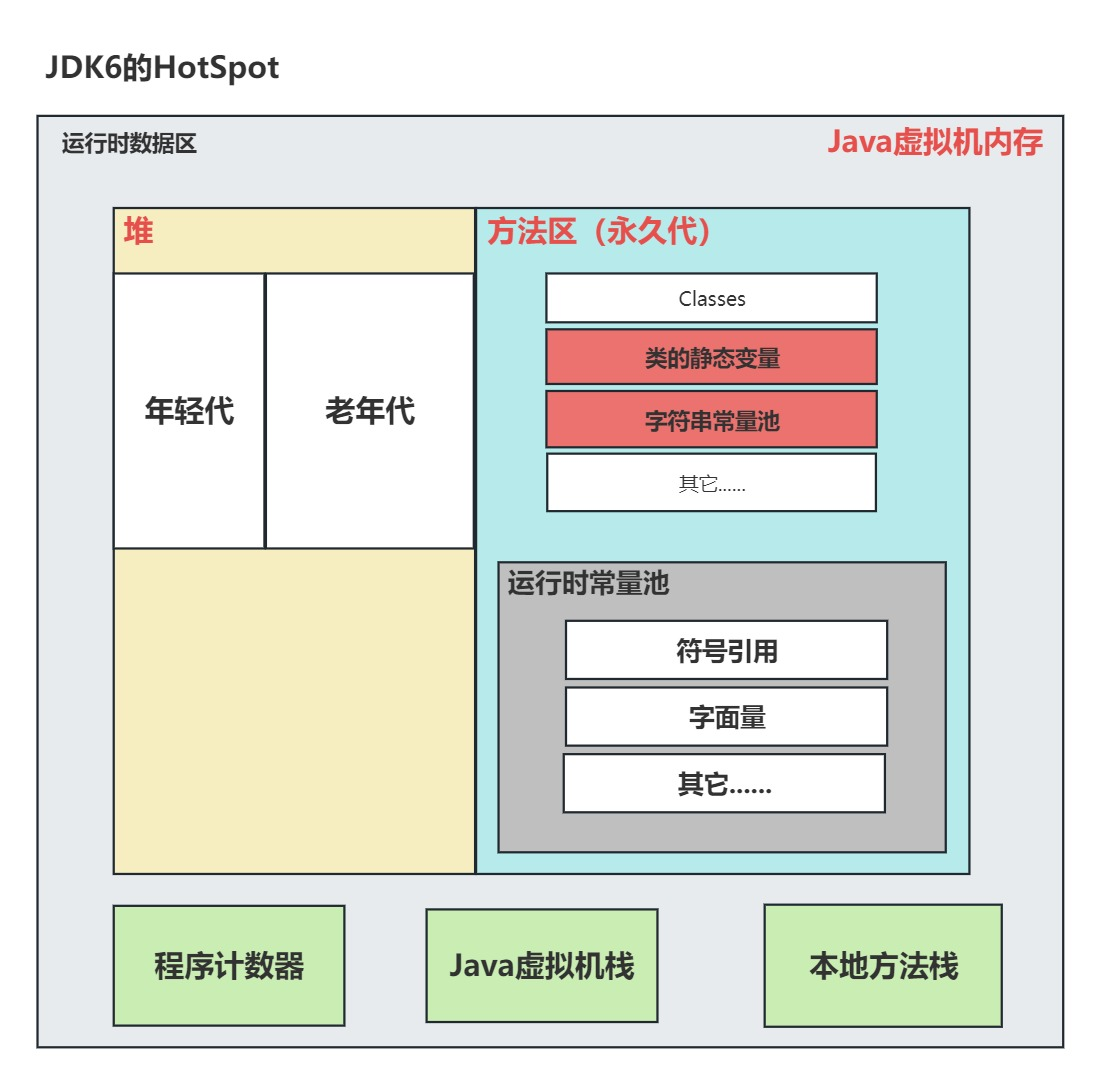 JDK6的HotSpot
运行时数据区
Java虚拟机内存
堆
方法区（永久代）
年轻代
老年代
Classes
类的静态变量
字符串常量池
其它......
运行时常量池
符号引用
字面量
其它......
程序计数器
Java虚拟机栈
本地方法栈